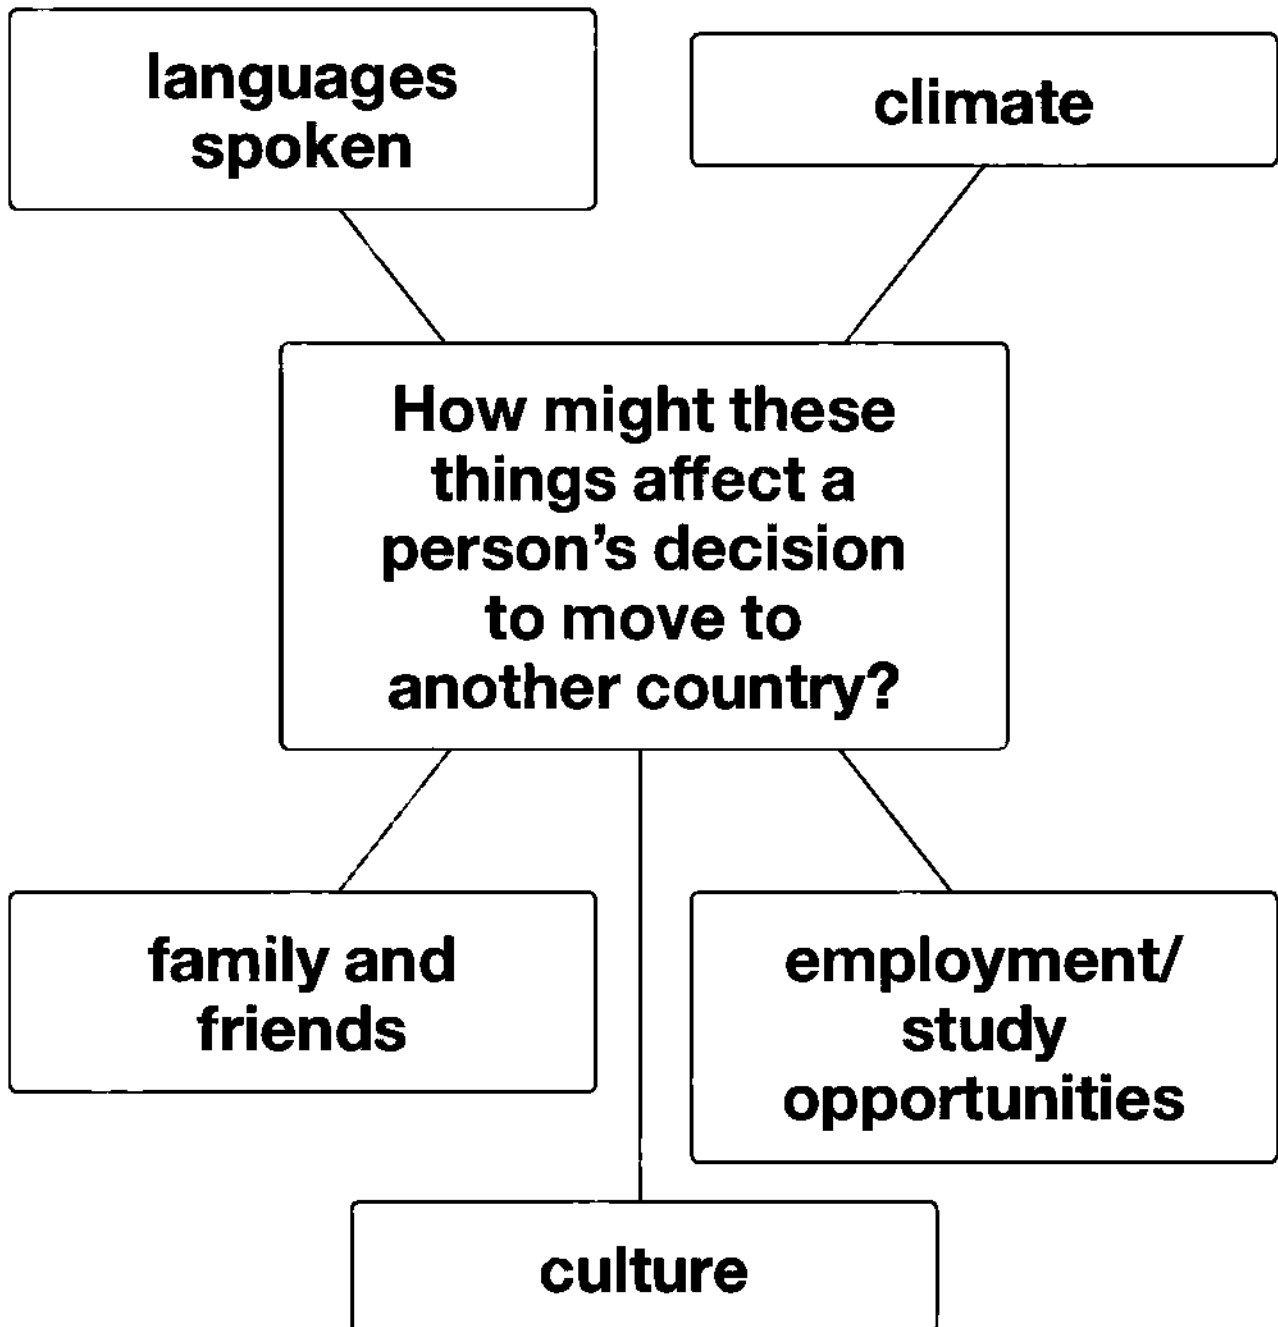 languages
spoken
climate
How might these
things affect a
person's decision
to move to
another country?
family and
friends
employment/
study
opportunities
culture